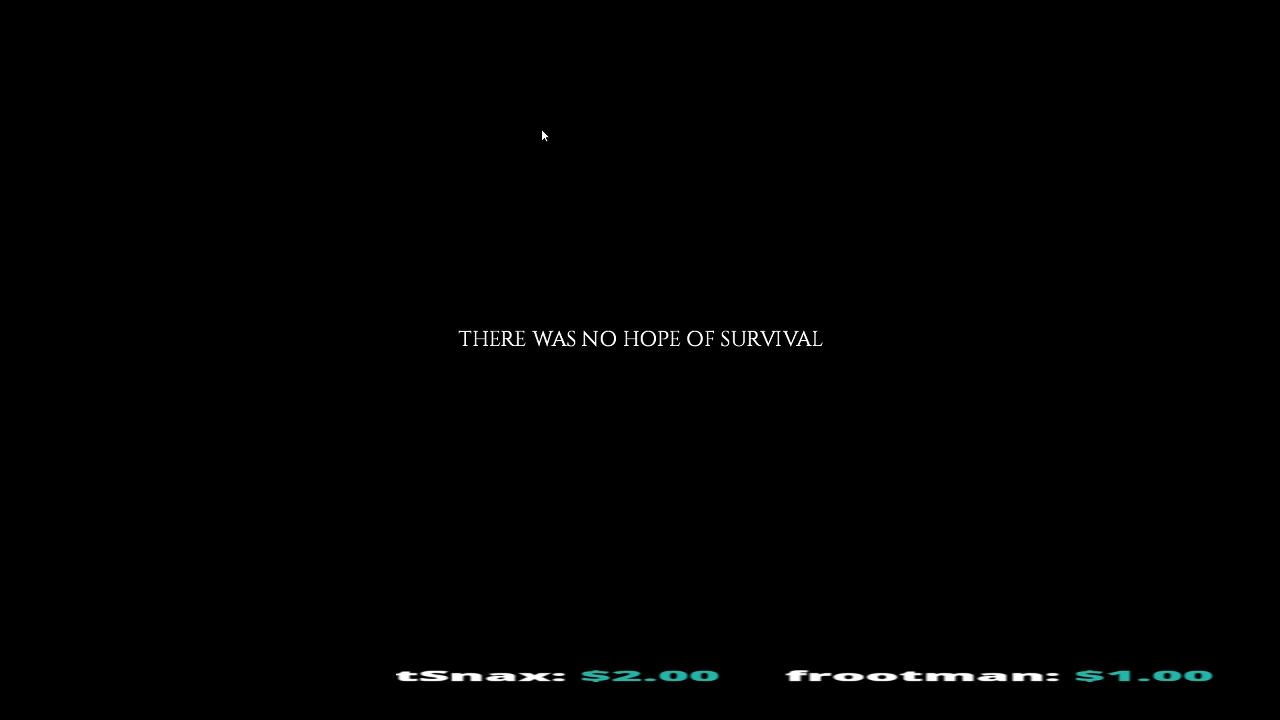 THERE WAS NO HOPE OF SURVIVAL
tSnax: $2.00 frootman: $1.00